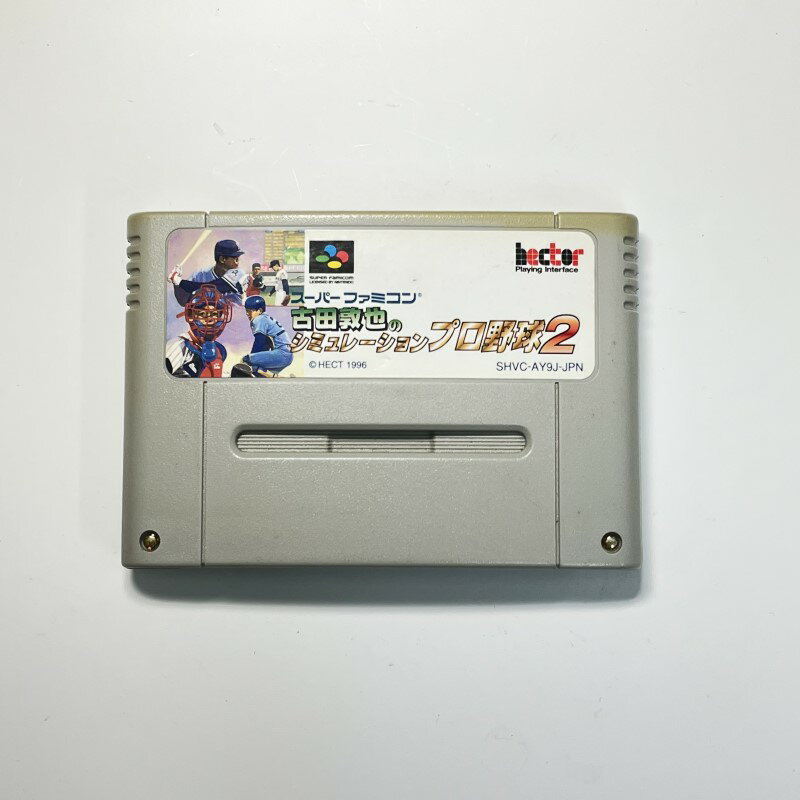 hector
Playing Interface
SUPER FAMICOM
LICENSED BY NINTENDO
スーパーファミコン®
古田敦也の
シミュレーションプロ野球2
©HECT 1996
SHVC-AY9J-JPN